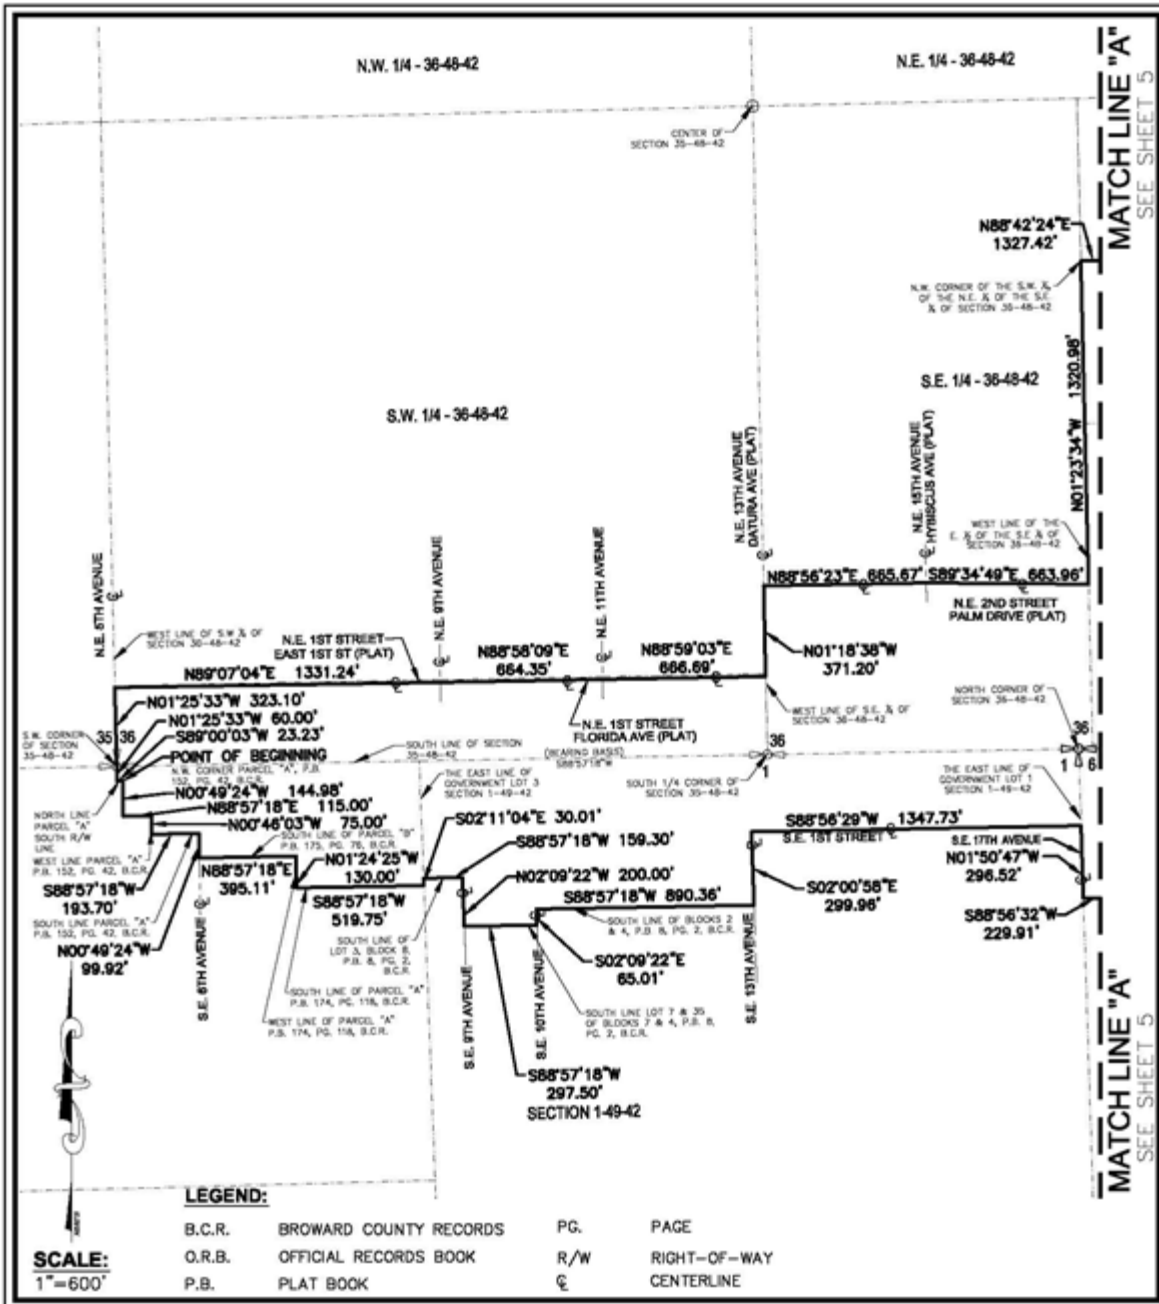 N.W. 1/4 - 36-48-42
N.E. 1/4 - 36-48-42
MATCH LINE "A"
SEE SHEET 5
CENTER OF
SECTION 35-48-42
N88°42'24"E
1327.42'
N.W. CORNER OF THE S.W. ¼
OF THE N.E. ¼ OF THE S.E.
¼ OF SECTION 36-48-42
S.E. 1/4 - 36-48-42
N01°23'34"W 1320.98'
S.W. 1/4 - 36-48-42
N.E. 13TH AVENUE
DATURA AVE (PLAT)
N.E. 15TH AVENUE
HYBISCUS AVE (PLAT)
WEST LINE OF THE
E. ½ OF THE S.E ¼ OF
SECTION 36-48-42
N.E. 5TH AVENUE
N.E. 9TH AVENUE
N.E. 11TH AVENUE
N88°56'23"E 665.67'
S89°34'49"E 663.96'
N.E. 2ND STREET
PALM DRIVE (PLAT)
WEST LINE OF S.W ¼ OF
SECTION 36-48-42
N.E. 1ST STREET
EAST 1ST ST (PLAT)
N89°07'04"E 1331.24'
N88°58'09"E
664.35'
N88°59'03"E
666.69'
N01°18'38"W
371.20'
N01°25'33"W 323.10'
N01°25'33"W 60.00'
S89°00'03"W 23.23'
POINT OF BEGINNING
N.W. CORNER PARCEL "A", P.B.
152, PG. 42, B.C.R.
S.W. CORNER
OF SECTION
35-48-42
35
36
N.E. 1ST STREET
FLORIDA AVE (PLAT)
WEST LINE OF S.E. ¼ OF
SECTION 36-48-42
NORTH CORNER OF
SECTION 36-48-42
SOUTH LINE OF SECTION
35-48-42
(BEARING BASIS)
S88°57'18"W
36
1
36
1
6
SOUTH 1/4 CORNER OF
SECTION 35-48-42
THE EAST LINE OF
GOVERNMENT LOT 3
SECTION 1-49-42
THE EAST LINE OF
GOVERNMENT LOT 1
SECTION 1-49-42
N00°49'24"W 144.98'
N88°57'18"E 115.00'
N00°46'03"W 75.00'
NORTH LINE
PARCEL "A"
SOUTH R/W
LINE
WEST LINE PARCEL "A"
P.B. 152, PG. 42, B.C.R.
SOUTH LINE OF PARCEL "B"
P.B. 175, PG. 76, B.C.R.
S02°11'04"E 30.01'
S88°57'18"W 159.30'
S88°56'29"W 1347.73'
S.E. 1ST STREET
S.E. 17TH AVENUE
N01°50'47"W
296.52'
N88°57'18"E
395.11'
N01°24'25"W
130.00'
N02°09'22"W 200.00'
S88°57'18"W 890.36'
S02°00'58"E
299.96'
S88°57'18"W
193.70'
S88°57'18"W
519.75'
S88°56'32"W
229.91'
SOUTH LINE PARCEL "A"
P.B. 152, PG. 42, B.C.R.
SOUTH LINE OF BLOCKS 2
& 4, P.B. 8, PG. 2, B.C.R.
N00°49'24"W
99.92'
SOUTH LINE OF
LOT 3, BLOCK 8,
P.B. 8, PG. 2,
B.C.R.
S02°09'22"E
65.01'
S.E. 6TH AVENUE
SOUTH LINE OF PARCEL "A"
P.B. 174, PG. 118, B.C.R.
WEST LINE OF PARCEL "A"
P.B. 174, PG. 118, B.C.R.
S.E. 9TH AVENUE
S.E. 10TH AVENUE
S.E. 13TH AVENUE
SOUTH LINE LOT 7 & 35
OF BLOCKS 7 & 4, P.B. 8,
PG. 2, B.C.R.
S88°57'18"W
297.50'
SECTION 1-49-42
MATCH LINE "A"
SEE SHEET 5
LEGEND:
B.C.R. BROWARD COUNTY RECORDS PG. PAGE
O.R.B. OFFICIAL RECORDS BOOK R/W RIGHT-OF-WAY
P.B. PLAT BOOK ℄ CENTERLINE
SCALE:
1"=600'